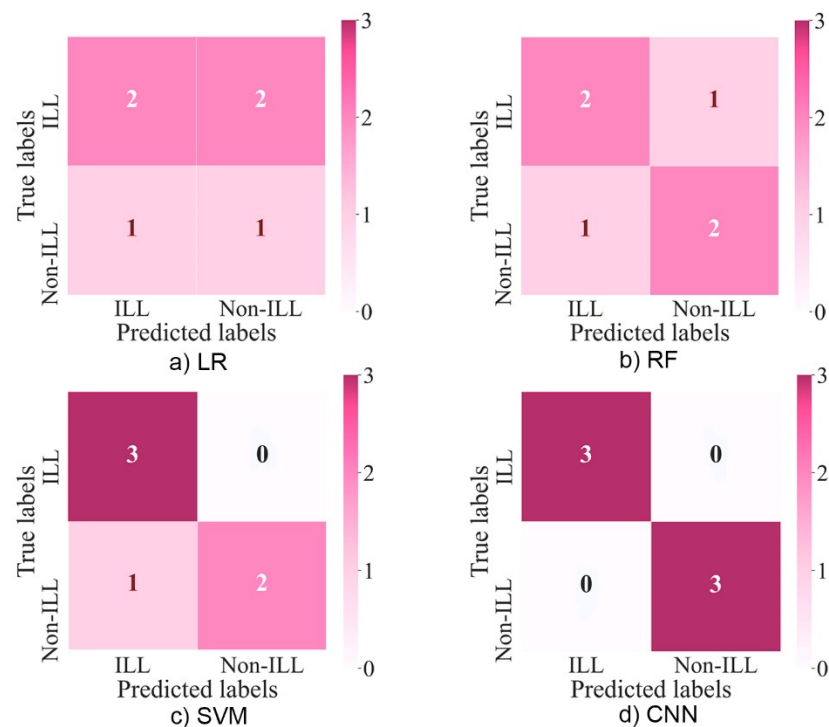 3
2
1
0
True labels
ILL
Non-ILL
2 2
1 1
ILL Non-ILL
Predicted labels
a) LR
3
2
1
0
True labels
ILL
Non-ILL
2 1
1 2
ILL Non-ILL
Predicted labels
b) RF
3
2
1
0
True labels
ILL
Non-ILL
3 0
1 2
ILL Non-ILL
Predicted labels
c) SVM
3
2
1
0
True labels
ILL
Non-ILL
3 0
0 3
ILL Non-ILL
Predicted labels
d) CNN